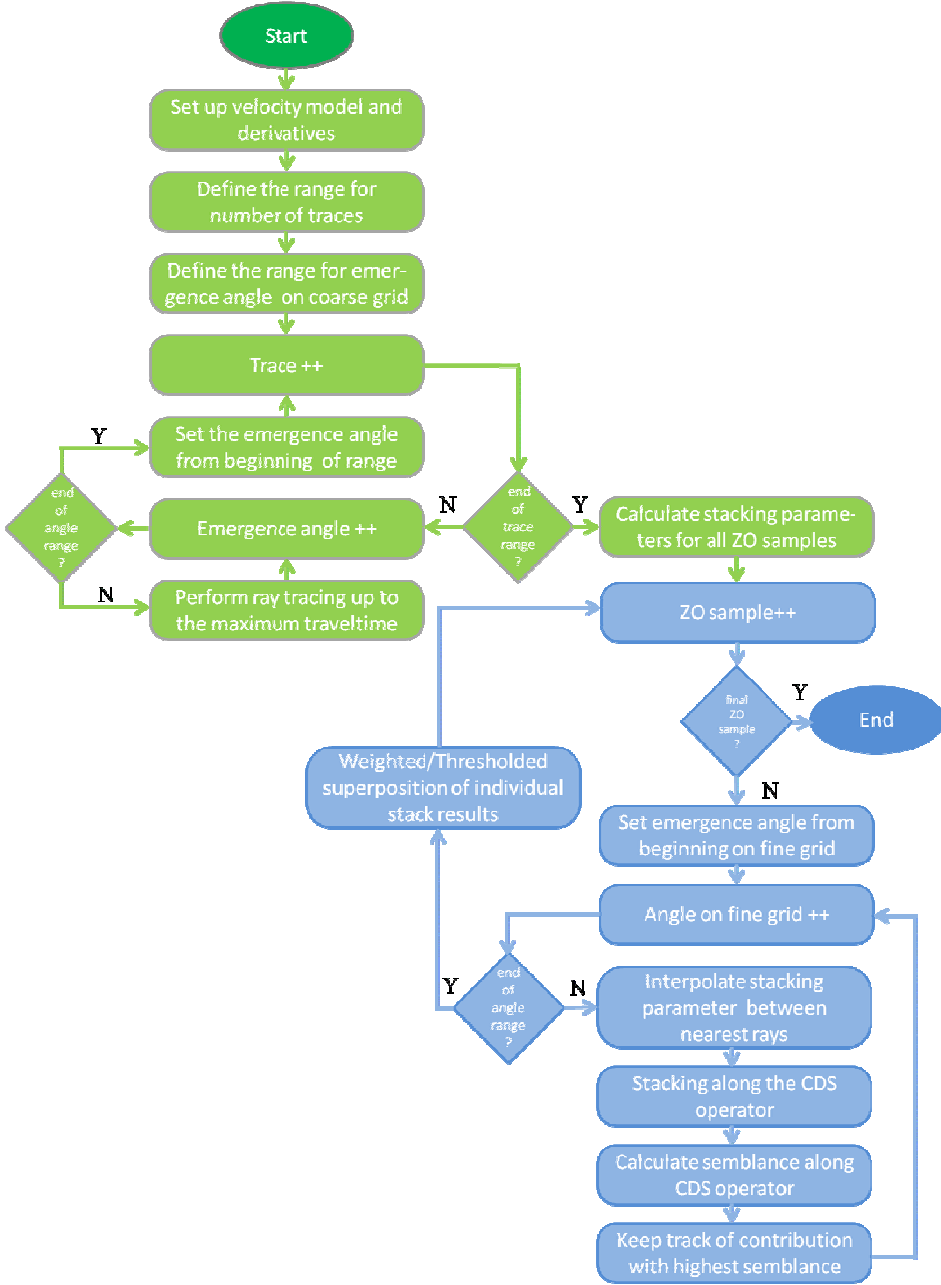 Start
Set up velocity model and
derivatives
Define the range for
number of traces
Define the range for emer-
gence angle on coarse grid
Trace ++
Y
Set the emergence angle
from beginning of range
end
of
angle
range
?
N
Emergence angle ++
Perform ray tracing up to
the maximum traveltime
N
end
of
trace
range
?
Y
Calculate stacking parame-
ters for all ZO samples
ZO sample++
final
ZO
sample
?
Y
End
N
Weighted/Thresholded
superposition of individual
stack results
Set emergence angle from
beginning on fine grid
Angle on fine grid ++
Y
end
of
angle
range
?
N
Interpolate stacking
parameter between
nearest rays
Stacking along the CDS
operator
Calculate semblance along
CDS operator
Keep track of contribution
with highest semblance